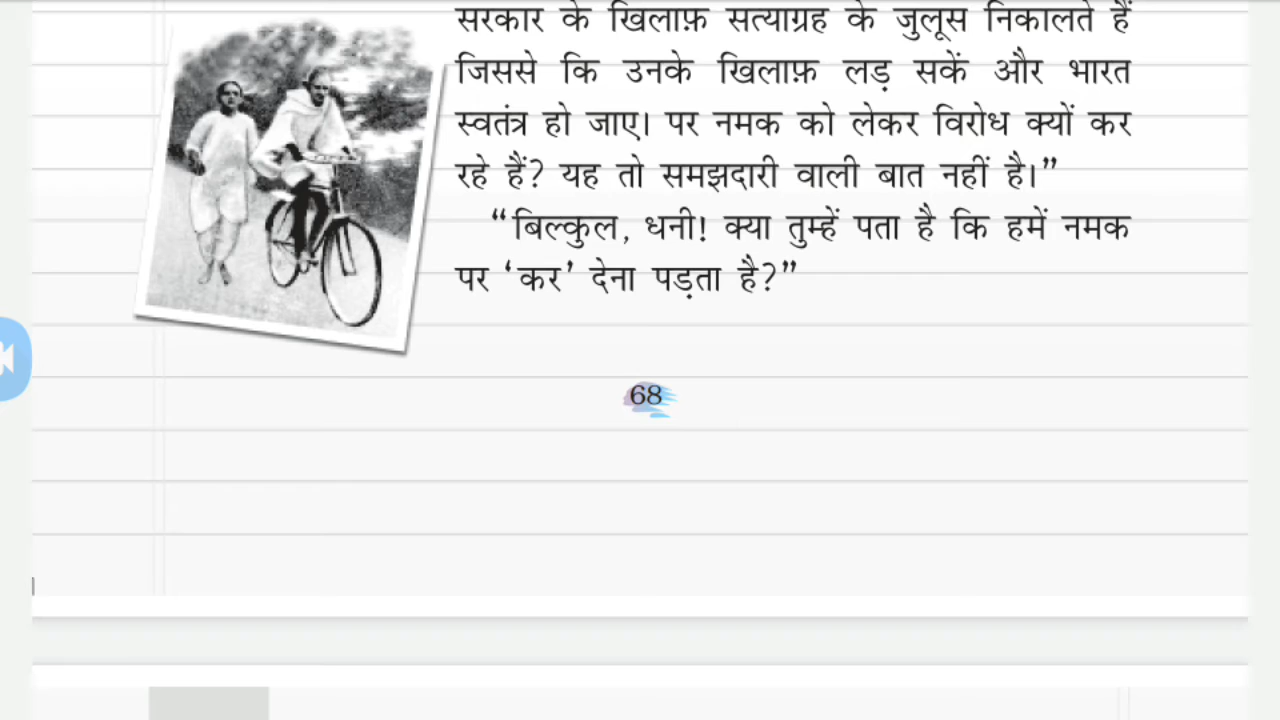 सरकार के खिलाफ़ सत्याग्रह के जुलूस निकालते हैं
जिससे कि उनके खिलाफ़ लड़ सकें और भारत
स्वतंत्र हो जाए। पर नमक को लेकर विरोध क्यों कर
रहे हैं? यह तो समझदारी वाली बात नहीं है।”
“बिल्कुल, धनी! क्या तुम्हें पता है कि हमें नमक
पर ‘कर’ देना पड़ता है?”
68